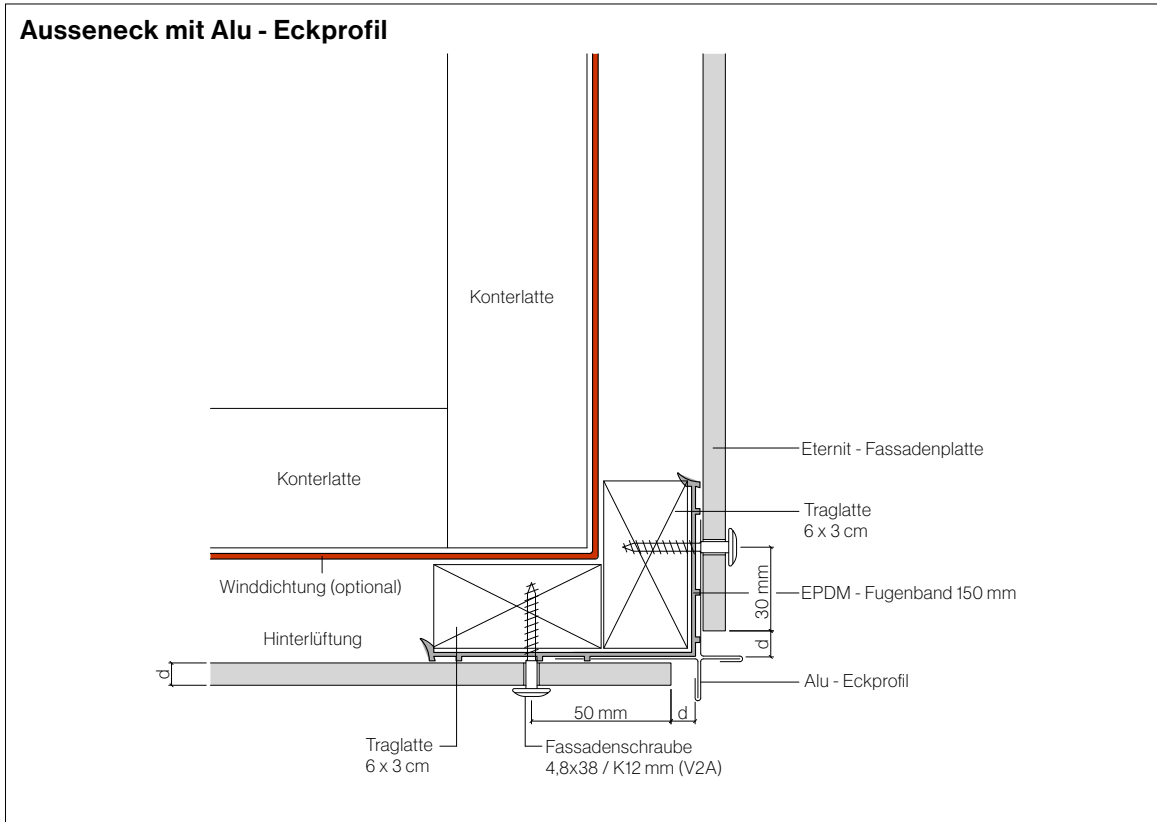 Ausseneck mit Alu - Eckprofil
Konterlatte
Konterlatte
Eternit - Fassadenplatte
Traglatte
6 x 3 cm
Winddichtung (optional)
EPDM - Fugenband 150 mm
30 mm
Hinterlüftung
d
d
Alu - Eckprofil
50 mm
d
Traglatte
6 x 3 cm
Fassadenschraube
4,8x38 / K12 mm (V2A)